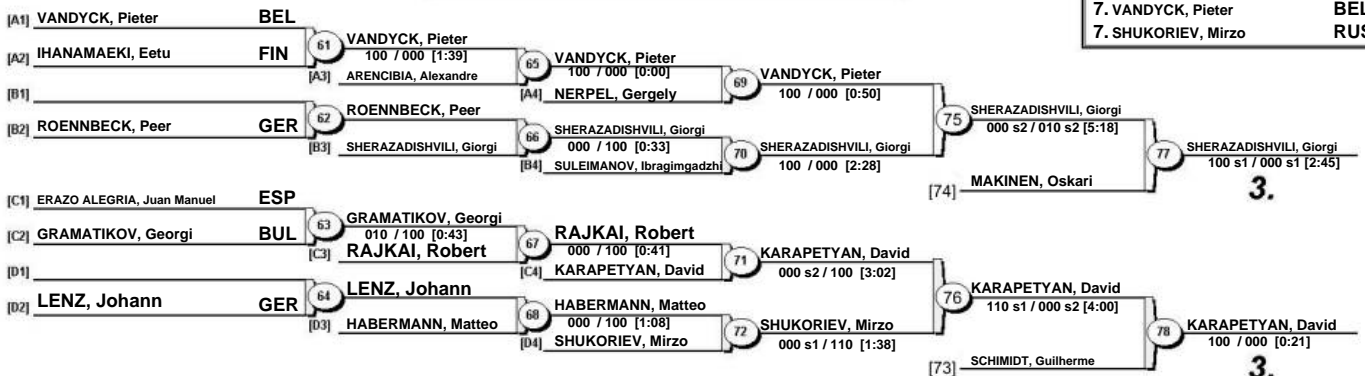 7. VANDYCK, Pieter BEL
7. SHUKORIEV, Mirzo RUS
[A1] VANDYCK, Pieter BEL
[A2] IHANAMAEKI, Eetu FIN
61 VANDYCK, Pieter
100 / 000 [1:39]
[A3] ARENCIBIA, Alexandre
65 VANDYCK, Pieter
100 / 000 [0:00]
[A4] NERPEL, Gergely
69 VANDYCK, Pieter
100 / 000 [0:50]
[B1]
[B2] ROENNBECK, Peer GER
62 ROENNBECK, Peer
[B3] SHERAZADISHVILI, Giorgi
66 SHERAZADISHVILI, Giorgi
000 / 100 [0:33]
[B4] SULEIMANOV, Ibragimgadzhi
70 SHERAZADISHVILI, Giorgi
100 / 000 [2:28]
75 SHERAZADISHVILI, Giorgi
000 s2 / 010 s2 [5:18]
[74] MAKINEN, Oskari
77 SHERAZADISHVILI, Giorgi
100 s1 / 000 s1 [2:45]
3.
[C1] ERAZO ALEGRIA, Juan Manuel ESP
[C2] GRAMATIKOV, Georgi BUL
63 GRAMATIKOV, Georgi
010 / 100 [0:43]
[C3] RAJKAI, Robert
67 RAJKAI, Robert
000 / 100 [0:41]
[C4] KARAPETYAN, David
71 KARAPETYAN, David
000 s2 / 100 [3:02]
[D1]
[D2] LENZ, Johann GER
64 LENZ, Johann
[D3] HABERMANN, Matteo
68 HABERMANN, Matteo
000 / 100 [1:08]
[D4] SHUKORIEV, Mirzo
72 SHUKORIEV, Mirzo
000 s1 / 110 [1:38]
76 KARAPETYAN, David
110 s1 / 000 s2 [4:00]
[73] SCHIMIDT, Guilherme
78 KARAPETYAN, David
100 / 000 [0:21]
3.